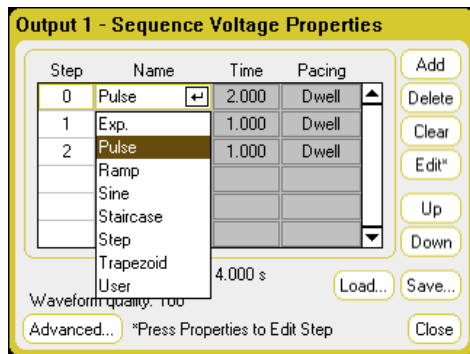 Output 1 - Sequence Voltage Properties
Step Name Time Pacing
0 Pulse 2.000 Dwell
1 Exp. 1.000 Dwell
2 Pulse 1.000 Dwell
Ramp
Sine
Staircase
Step
Trapezoid
User
4.000 s
Waveform quality: 100
Add
Delete
Clear
Edit*
Up
Down
Load... Save...
Advanced... *Press Properties to Edit Step Close